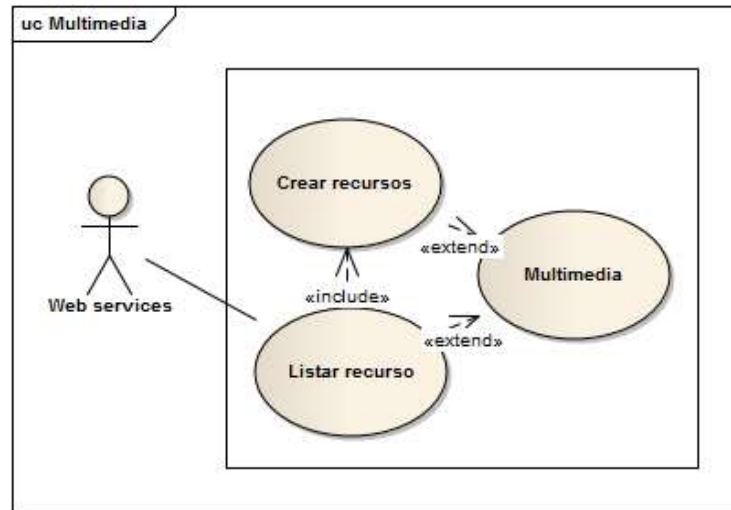 uc Multimedia
Crear recursos
«extend»
Multimedia
Web services
«include»
«extend»
Listar recurso